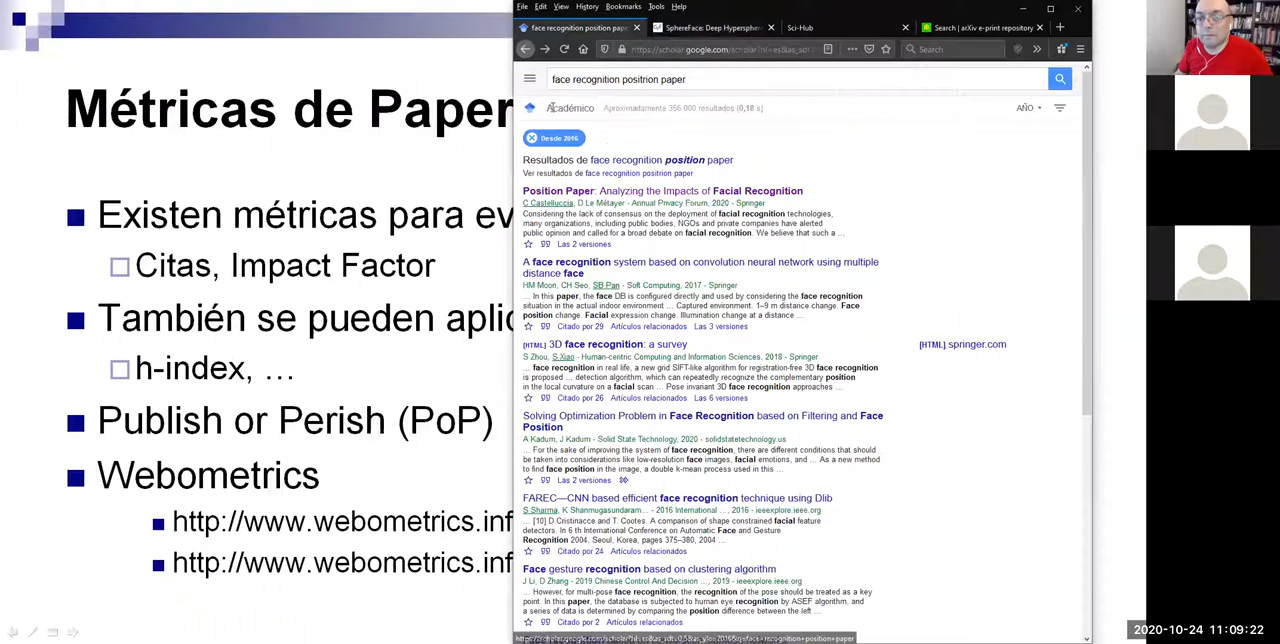 Métricas de Paper
Existen métricas para ev
Citas, Impact Factor
También se pueden aplic
h-index, …
Publish or Perish (PoP)
Webometrics
http://www.webometrics.inf
http://www.webometrics.inf
File Edit View History Bookmarks Tools Help
face recognition position pape
SphereFace: Deep Hypersphe
Sci-Hub
Search | arXiv e-print repository
Search
face recognition positrion paper
Académico
Aproximadamente 356 000 resultados (0,18 s)
AÑO
Desde 2016
Resultados de face recognition position paper
Ver resultados de face recognition positrion paper
Position Paper: Analyzing the Impacts of Facial Recognition
C Castelluccia, D Le Métayer - Annual Privacy Forum, 2020 - Springer
Considering the lack of consensus on the deployment of facial recognition technologies,
many organizations, including public bodies, NGOs and private companies have alerted
public opinion and called for a broad debate on facial recognition. We believe that such a ...
Las 2 versiones
A face recognition system based on convolution neural network using multiple
distance face
HM Moon, CH Seo, SB Pan - Soft Computing, 2017 - Springer
... In this paper, the face DB is configured directly and used by considering the face recognition
situation in the actual indoor environment ... Captured environment. 1–9 m distance change. Face
position change. Facial expression change. Illumination change at a distance ...
Citado por 29 Artículos relacionados Las 3 versiones
[HTML] 3D face recognition: a survey
[HTML] springer.com
S Zhou, S Xiao - Human-centric Computing and Information Sciences, 2018 - Springer
... face recognition in real life, a new grid SIFT-like algorithm for registration-free 3D face recognition
is proposed ... detection algorithm, which can repeatedly recognize the complementary position
in the local curvature on a facial scan ... Pose invariant 3D face recognition approaches ...
Citado por 26 Artículos relacionados Las 6 versiones
Solving Optimization Problem in Face Recognition based on Filtering and Face
Position
A Kadum, J Kadum - Solid State Technology, 2020 - solidstatetechnology.us
... For the sake of improving the system of face recognition, there are different conditions that should
be taken into considerations like low-resolution face images, facial emotions, and ... As a new method
to find face position in the image, a double k-mean process used in this ...
Las 2 versiones
FAREC—CNN based efficient face recognition technique using Dlib
S Sharma, K Shanmugasundaram... - 2016 International ..., 2016 - ieeexplore.ieee.org
... [10] D.Cristinacce and T. Cootes. A comparison of shape constrained facial feature
detectors. In 6 th International Conference on Automatic Face and Gesture
Recognition 2004, Seoul, Korea, pages 375–380, 2004 ...
Citado por 24 Artículos relacionados
Face gesture recognition based on clustering algorithm
J Li, D Zhang - 2019 Chinese Control And Decision ..., 2019 - ieeexplore.ieee.org
... However, for multi-pose face recognition, the recognition of the pose should be treated as a key
point. In this paper, the database is subjected to human eye recognition by ASEF algorithm, and
a series of data is determined by comparing the position difference between the left ...
Citado por 2 Artículos relacionados
2020-10-24 11:09:22